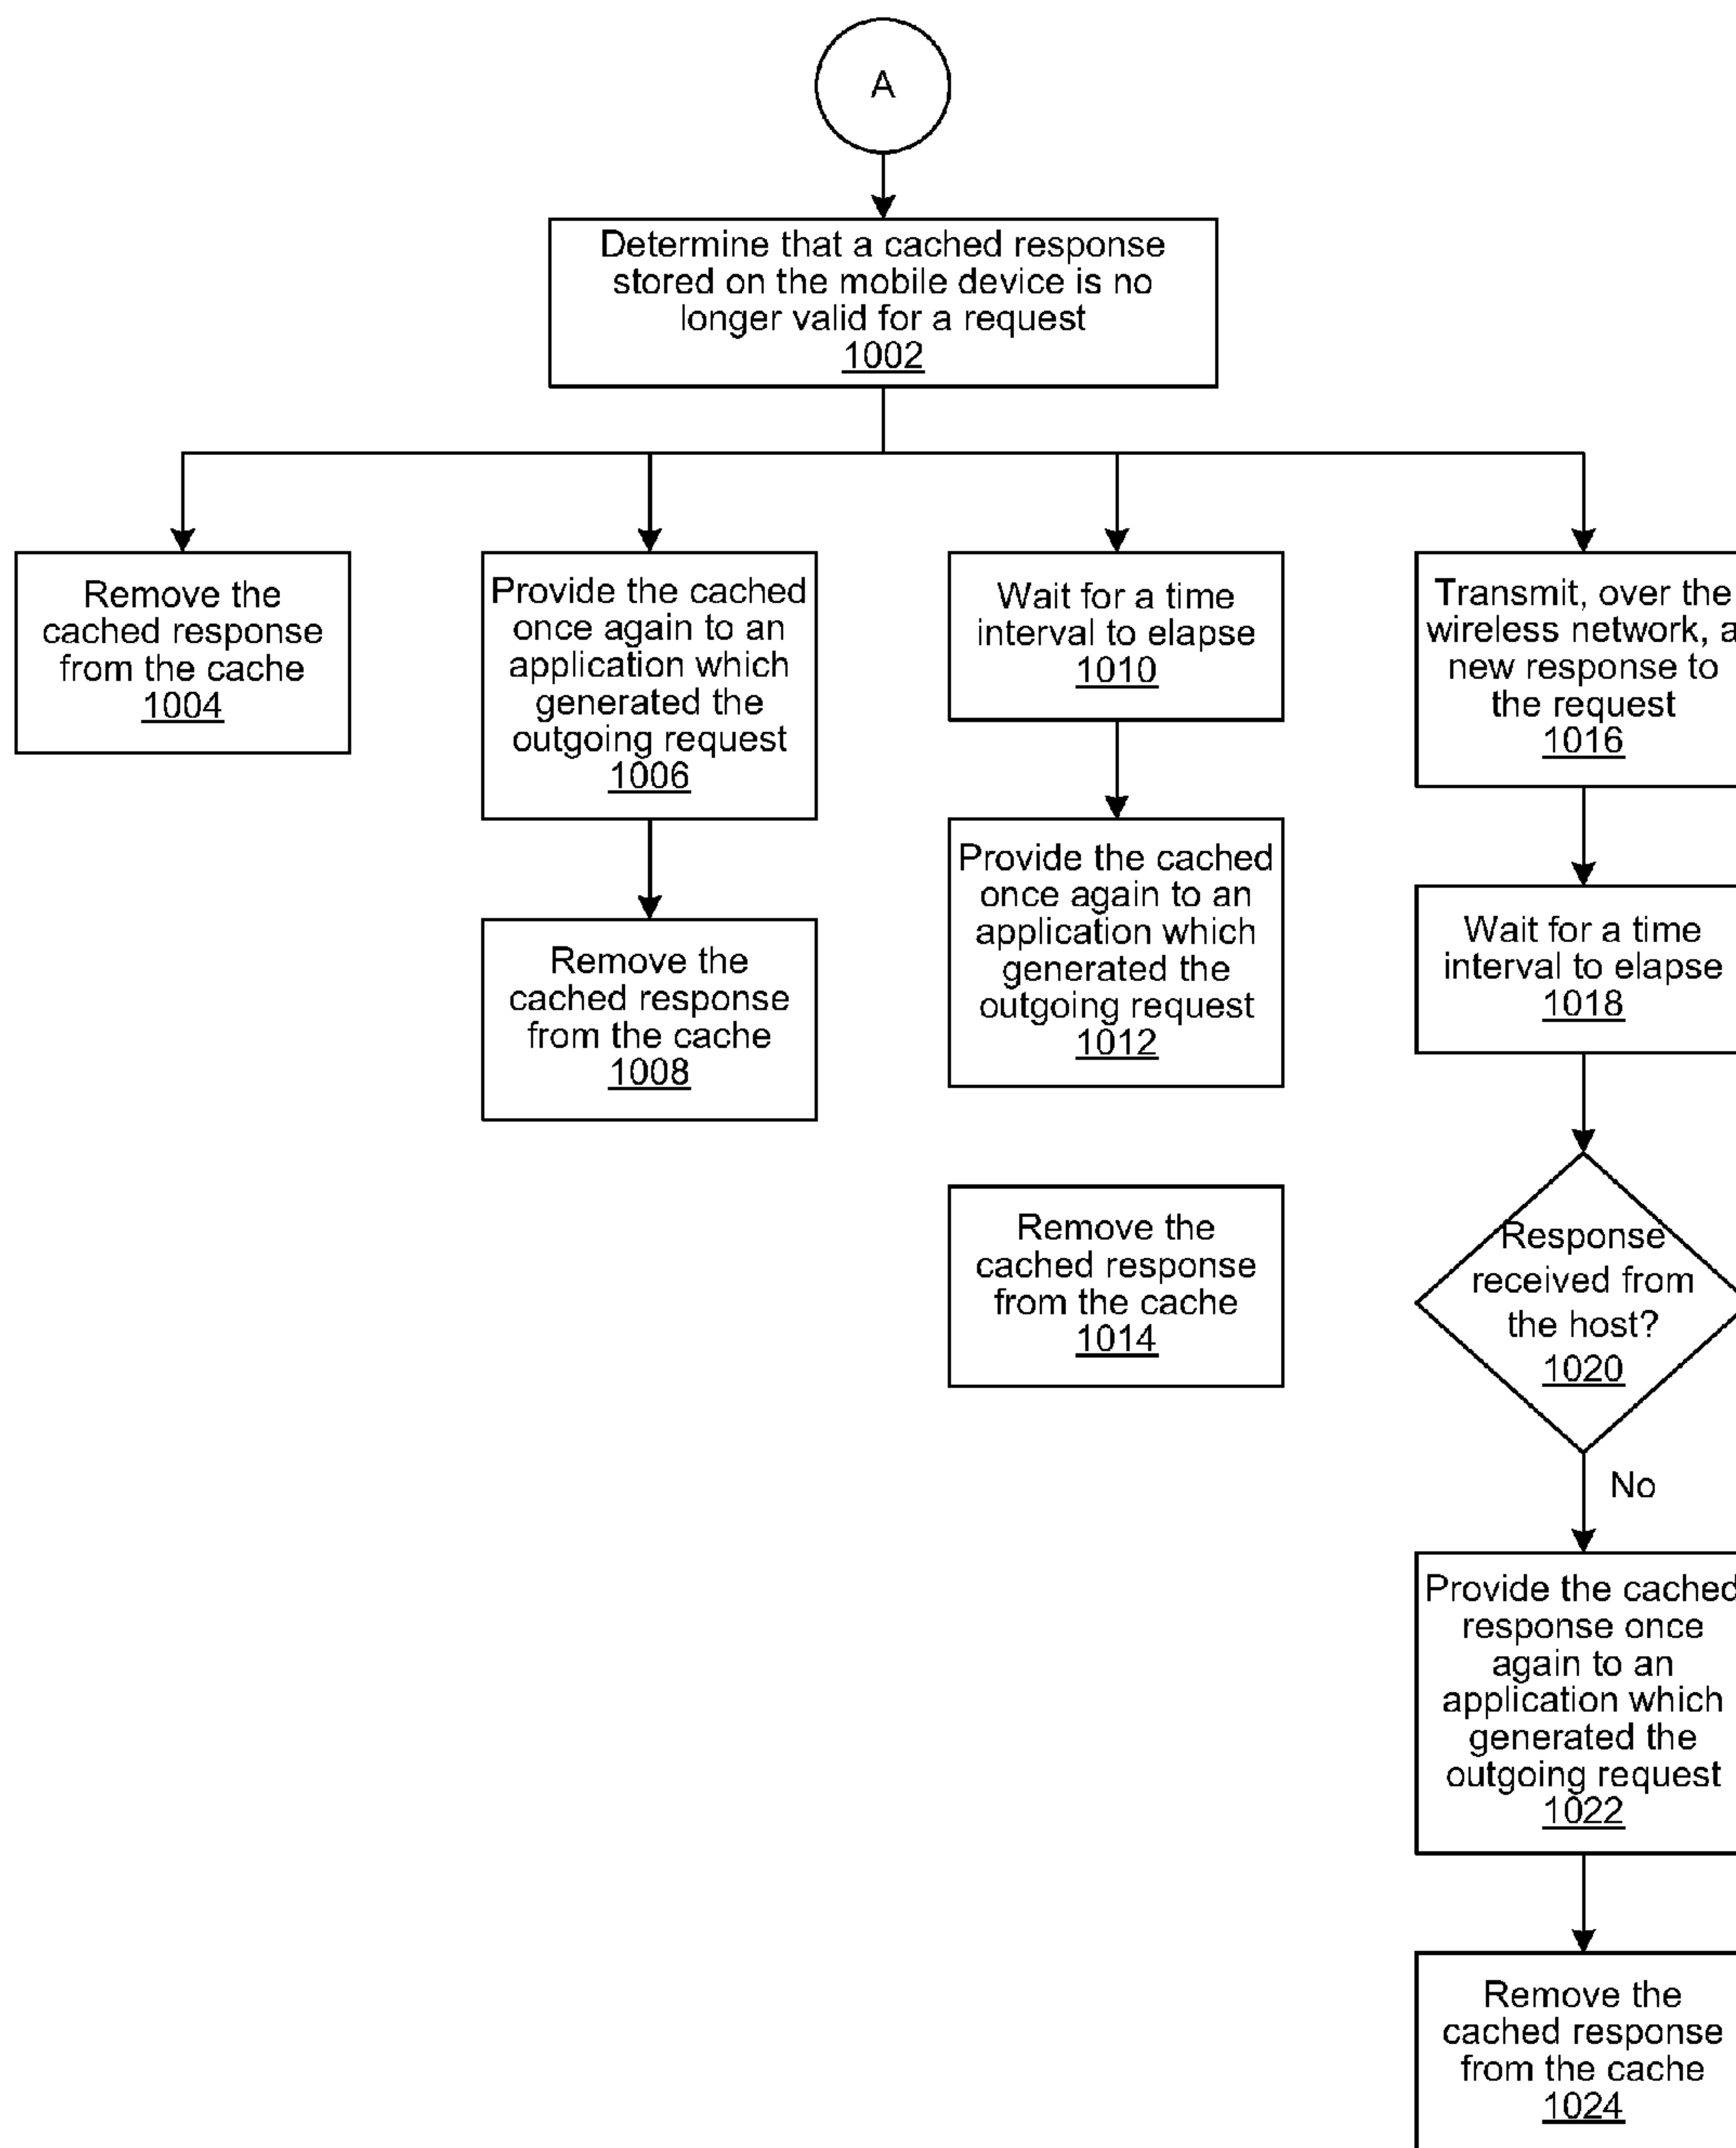 A
Determine that a cached response
stored on the mobile device is no
longer valid for a request
1002
Remove the
cached response
from the cache
1004
Provide the cached
once again to an
application which
generated the
outgoing request
1006
Remove the
cached response
from the cache
1008
Wait for a time
interval to elapse
1010
Provide the cached
once again to an
application which
generated the
outgoing request
1012
Remove the
cached response
from the cache
1014
Transmit, over the
wireless network, a
new response to
the request
1016
Wait for a time
interval to elapse
1018
Response
received from
the host?
1020
No
Provide the cached
response once
again to an
application which
generated the
outgoing request
1022
Remove the
cached response
from the cache
1024